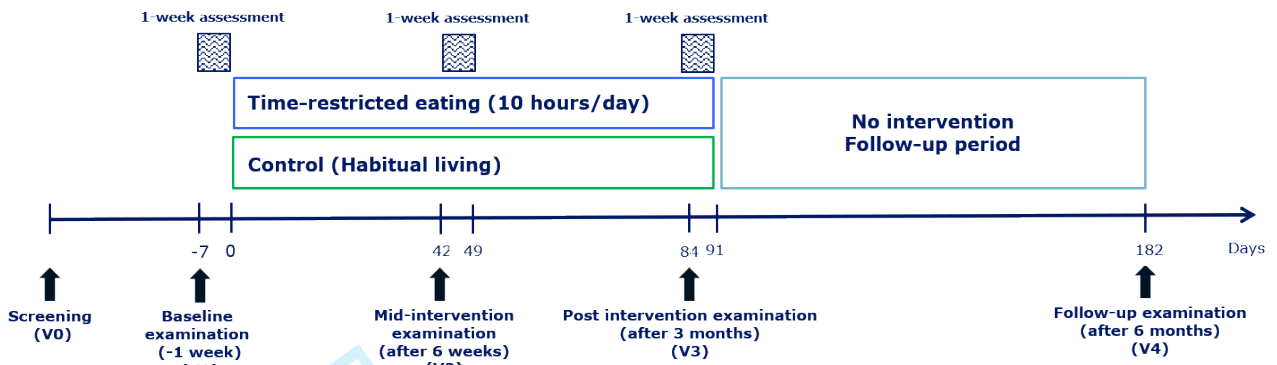 1-week assessment
1-week assessment
1-week assessment
Time-restricted eating (10 hours/day)
Control (Habitual living)
No intervention
Follow-up period
-7
0
42
49
84
91
182
Days
Screening
(V0)
Baseline
examination
(-1 week)
Mid-intervention
examination
(after 6 weeks)
Post intervention examination
(after 3 months)
(V3)
Follow-up examination
(after 6 months)
(V4)